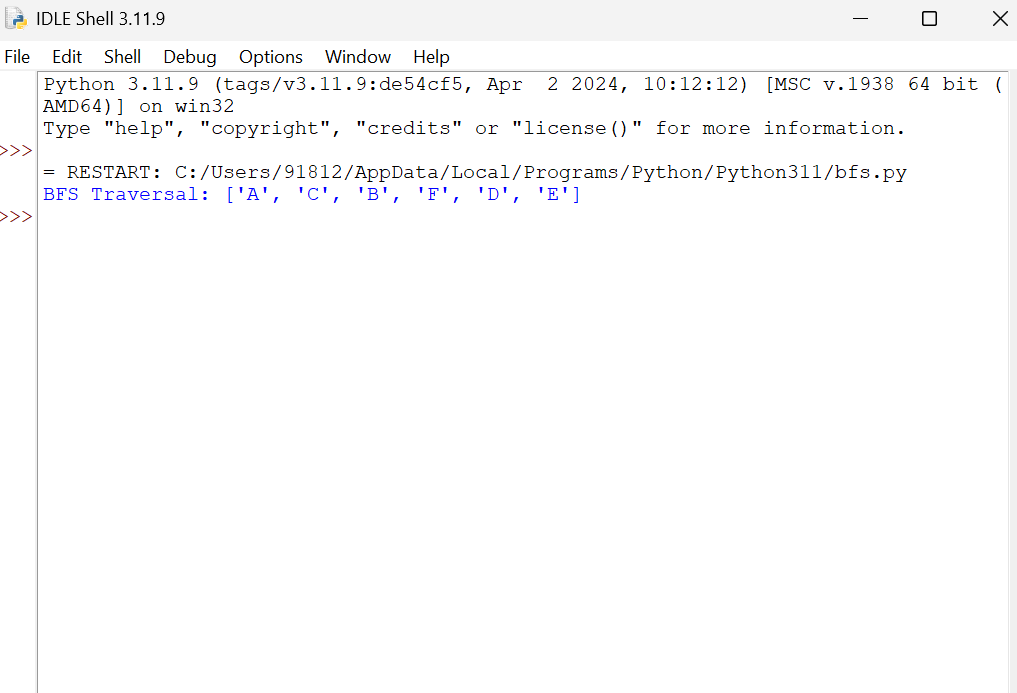 IDLE Shell 3.11.9
File Edit Shell Debug Options Window Help
Python 3.11.9 (tags/v3.11.9:de54cf5, Apr  2 2024, 10:12:12) [MSC v.1938 64 bit (
AMD64)] on win32
Type "help", "copyright", "credits" or "license()" for more information.
>>>
= RESTART: C:/Users/91812/AppData/Local/Programs/Python/Python311/bfs.py
BFS Traversal: ['A', 'C', 'B', 'F', 'D', 'E']
>>>